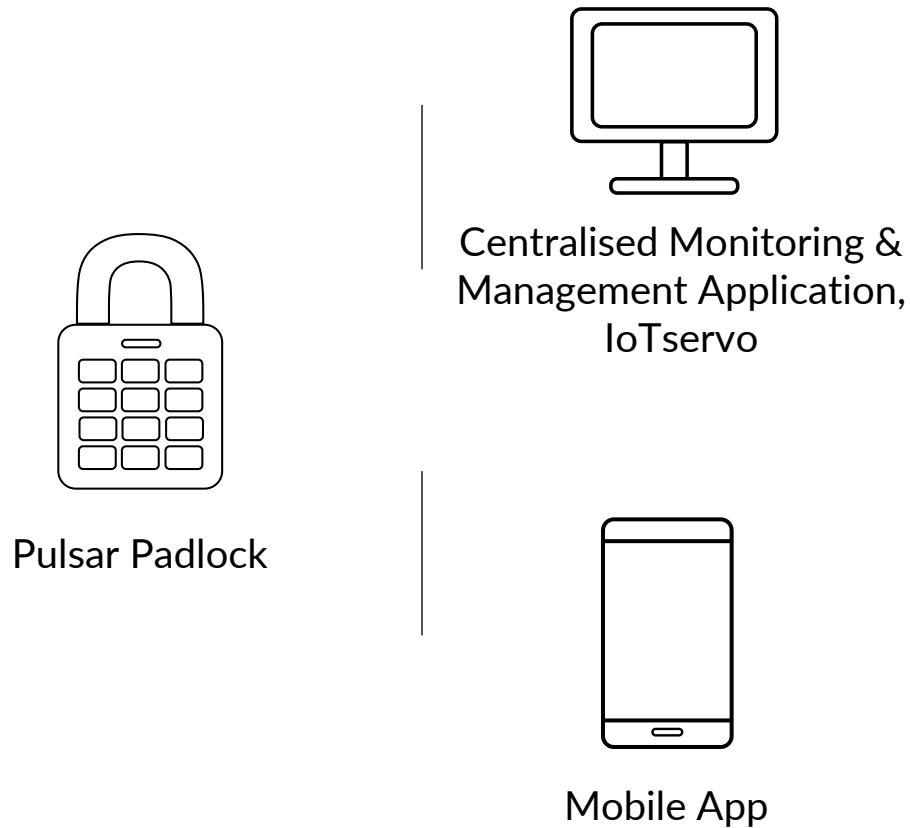 Centralised Monitoring &
Management Application,
IoTservo
Pulsar Padlock
Mobile App